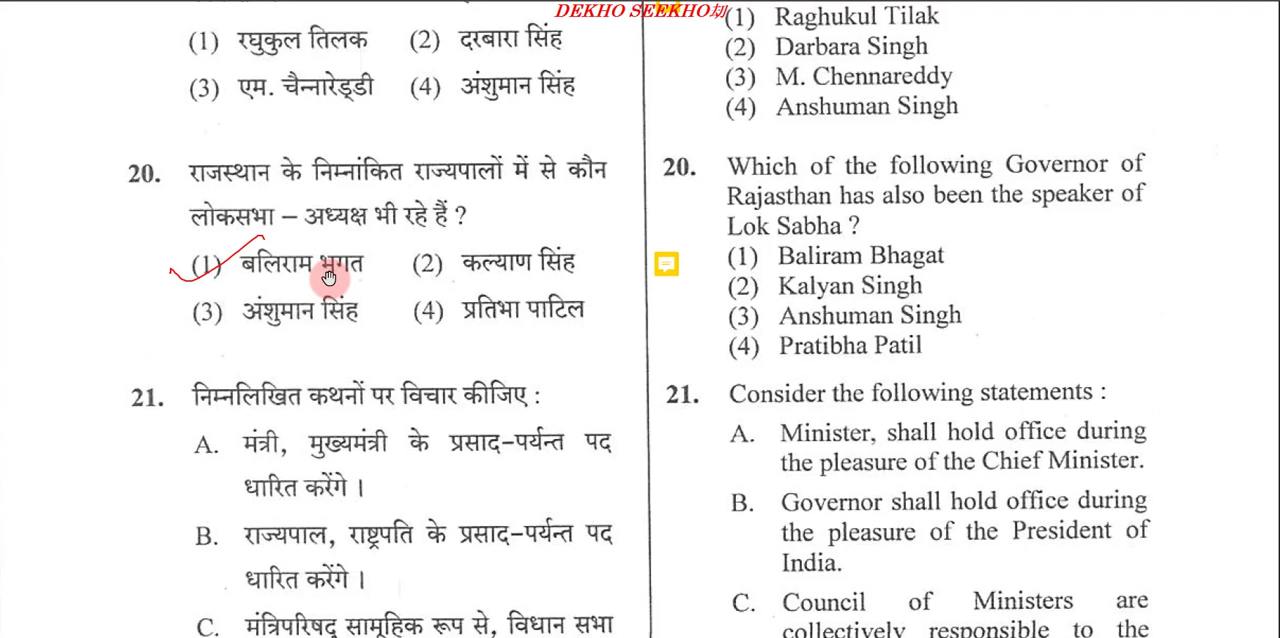 DEKHO SEEKHO
(1) रघुकुल तिलक (2) दरबारा सिंह
(3) एम. चैन्नारेड्डी (4) अंशुमान सिंह
20. राजस्थान के निम्नांकित राज्यपालों में से कौन
लोकसभा – अध्यक्ष भी रहे हैं ?
(1) बलिराम भगत (2) कल्याण सिंह
(3) अंशुमान सिंह (4) प्रतिभा पाटिल
21. निम्नलिखित कथनों पर विचार कीजिए :
A. मंत्री, मुख्यमंत्री के प्रसाद-पर्यन्त पद
धारित करेंगे ।
B. राज्यपाल, राष्ट्रपति के प्रसाद-पर्यन्त पद
धारित करेंगे ।
C. मंत्रिपरिषद् सामूहिक रूप से, विधान सभा
(1) Raghukul Tilak
(2) Darbara Singh
(3) M. Chennareddy
(4) Anshuman Singh
20. Which of the following Governor of
Rajasthan has also been the speaker of
Lok Sabha ?
(1) Baliram Bhagat
(2) Kalyan Singh
(3) Anshuman Singh
(4) Pratibha Patil
21. Consider the following statements :
A. Minister, shall hold office during
the pleasure of the Chief Minister.
B. Governor shall hold office during
the pleasure of the President of
India.
C. Council of Ministers are
collectively responsible to the